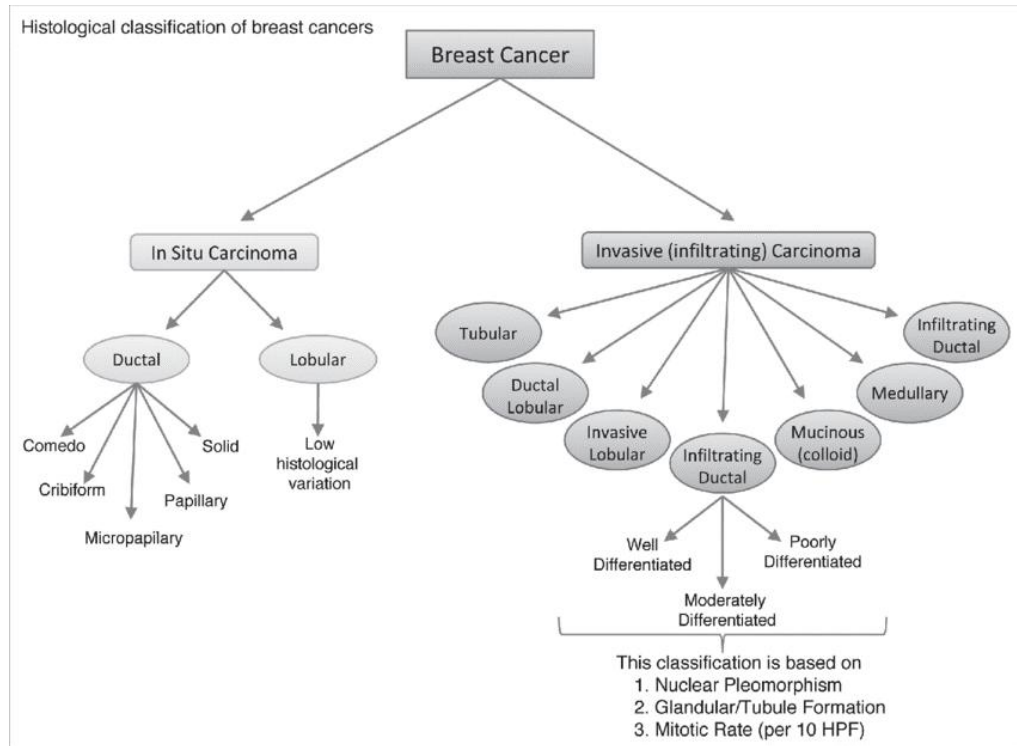 Histological classification of breast cancers
Breast Cancer
In Situ Carcinoma
Invasive (infiltrating) Carcinoma
Ductal
Lobular
Comedo
Cribiform
Micropapilary
Papillary
Solid
Low
histological
variation
Tubular
Ductal
Lobular
Invasive
Lobular
Infiltrating
Ductal
Mucinous
(colloid)
Medullary
Infiltrating
Ductal
Well
Differentiated
Moderately
Differentiated
Poorly
Differentiated
This classification is based on
1. Nuclear Pleomorphism
2. Glandular/Tubule Formation
3. Mitotic Rate (per 10 HPF)